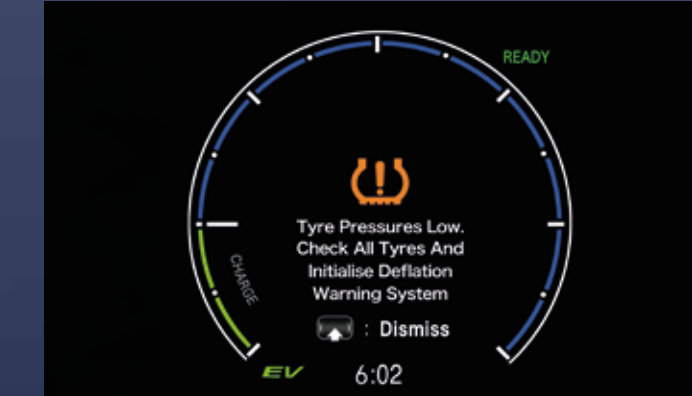 READY
Tyre Pressures Low.
Check All Tyres And
Initialise Deflation
Warning System
: Dismiss
CHARGE
EV
6:02